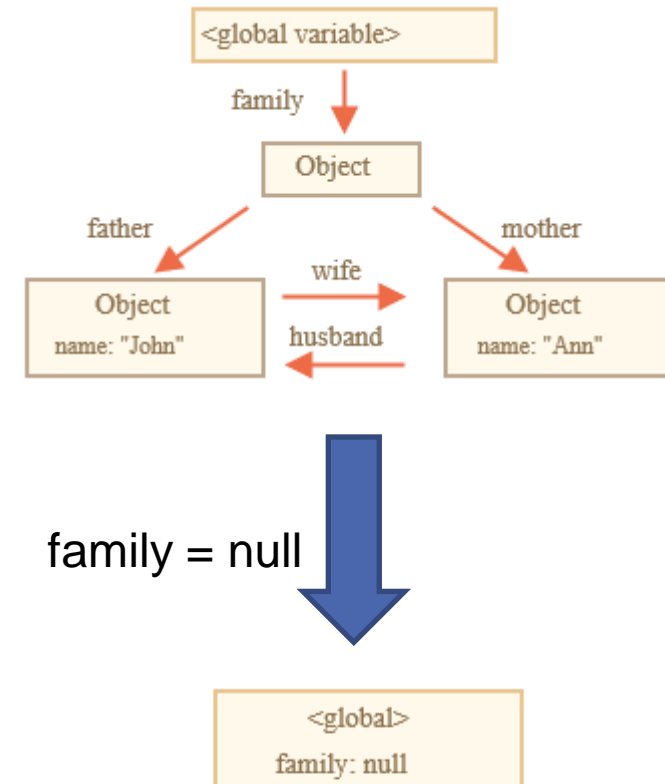 <global variable>
family
Object
father
mother
wife
Object
name: "John"
husband
Object
name: "Ann"
family = null
<global>
family: null